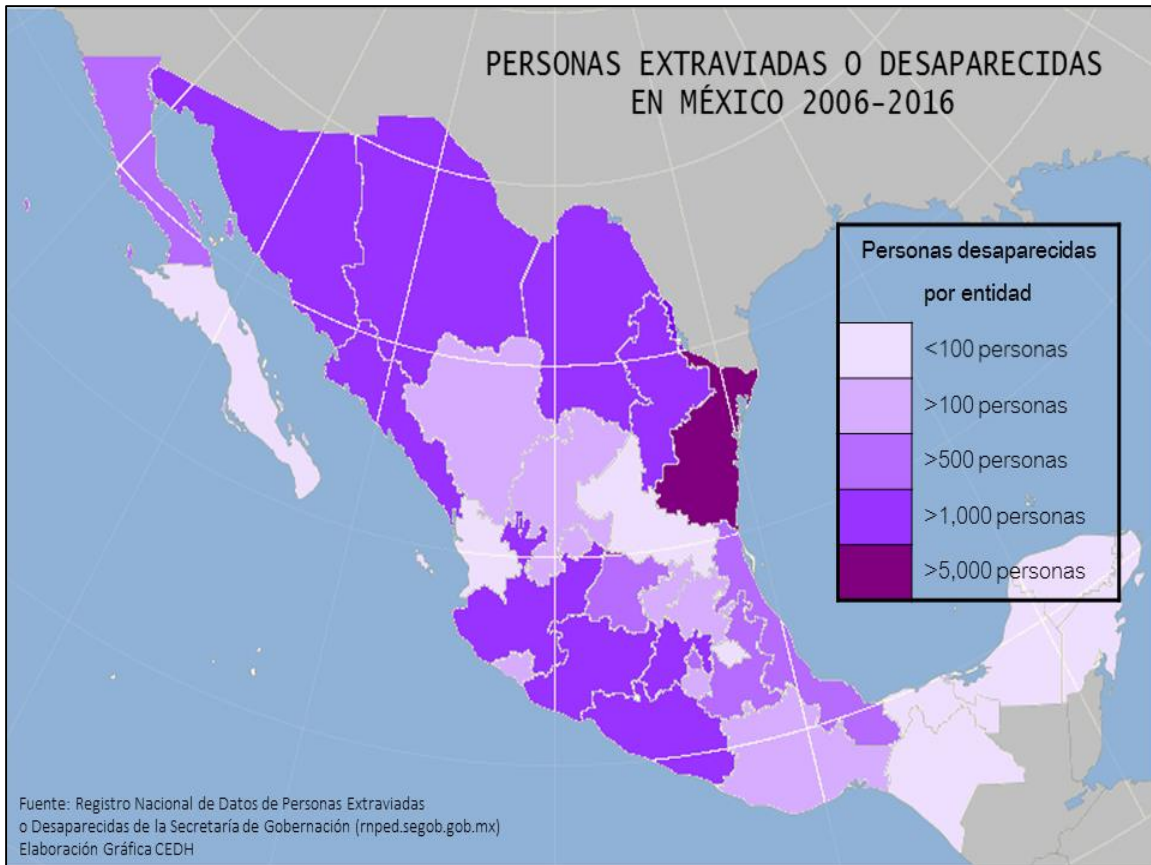 PERSONAS EXTRAVIADAS O DESAPARECIDAS
EN MÉXICO 2006-2016
Personas desaparecidas
por entidad
<100 personas
>100 personas
>500 personas
>1,000 personas
>5,000 personas
Fuente: Registro Nacional de Datos de Personas Extraviadas
o Desaparecidas de la Secretaría de Gobernación (rnped.segob.gob.mx)
Elaboración Gráfica CEDH